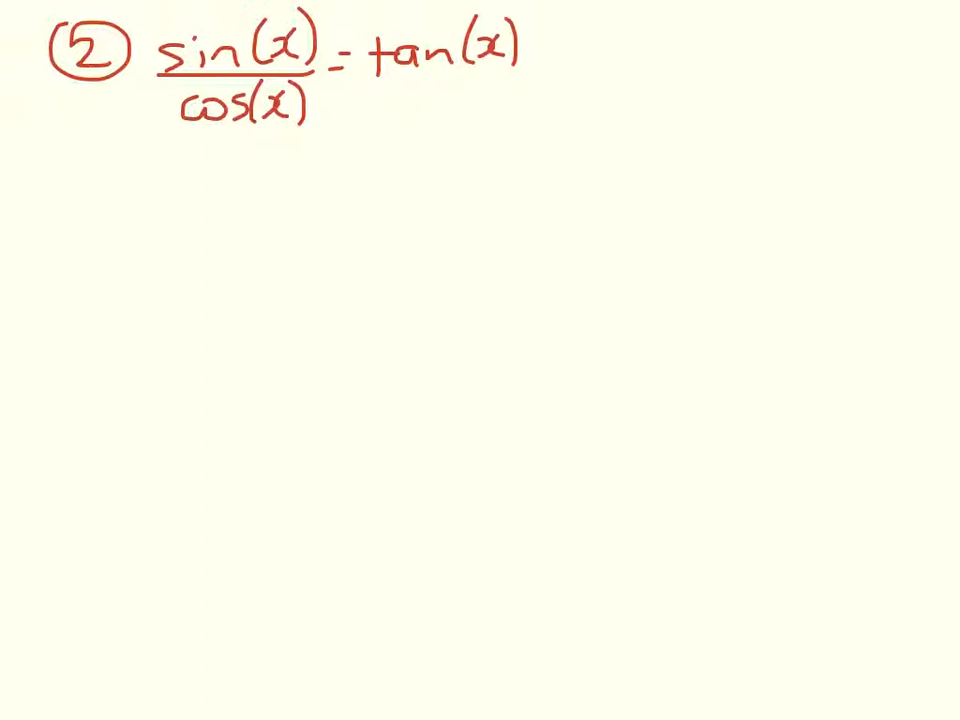 ② sin(x)/cos(x) = tan(x)